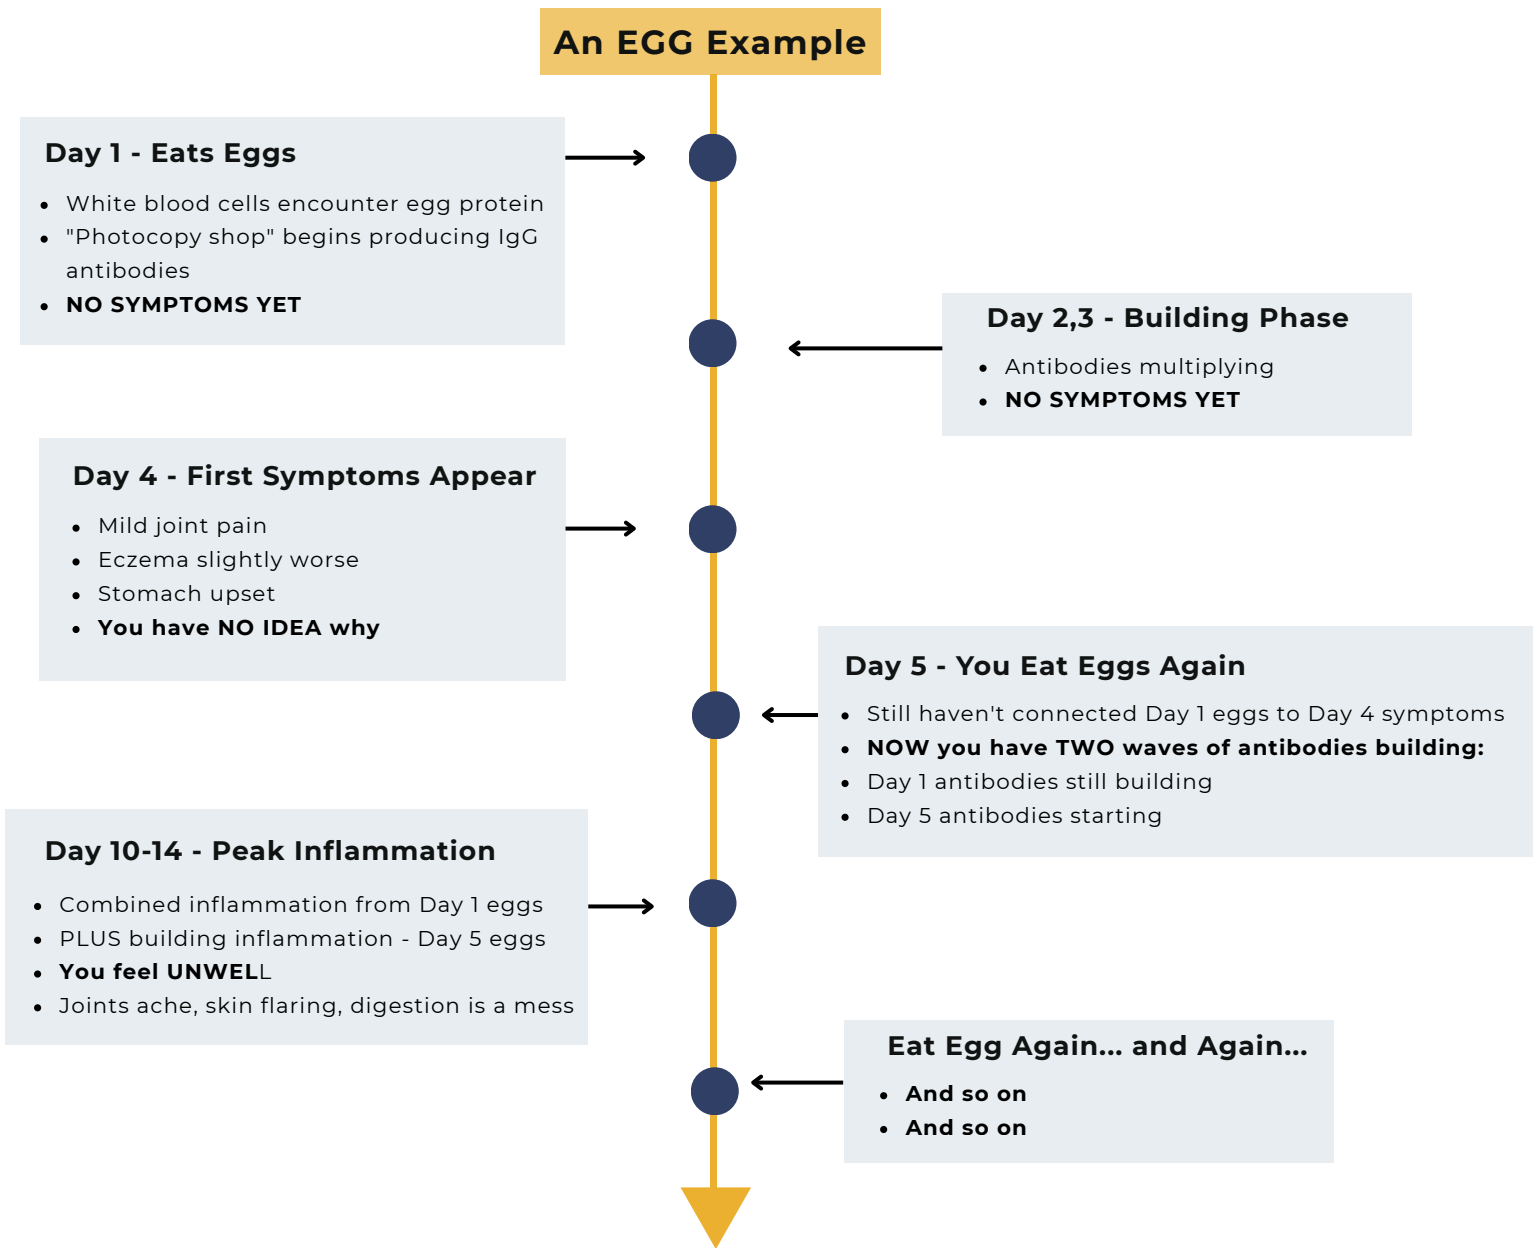 An EGG Example
Day 1 - Eats Eggs
• White blood cells encounter egg protein
• "Photocopy shop" begins producing IgG
antibodies
• NO SYMPTOMS YET
Day 2,3 - Building Phase
• Antibodies multiplying
• NO SYMPTOMS YET
Day 4 - First Symptoms Appear
• Mild joint pain
• Eczema slightly worse
• Stomach upset
• You have NO IDEA why
Day 5 - You Eat Eggs Again
• Still haven't connected Day 1 eggs to Day 4 symptoms
• NOW you have TWO waves of antibodies building:
• Day 1 antibodies still building
• Day 5 antibodies starting
Day 10-14 - Peak Inflammation
• Combined inflammation from Day 1 eggs
• PLUS building inflammation - Day 5 eggs
• You feel UNWELL
• Joints ache, skin flaring, digestion is a mess
Eat Egg Again... and Again...
• And so on
• And so on